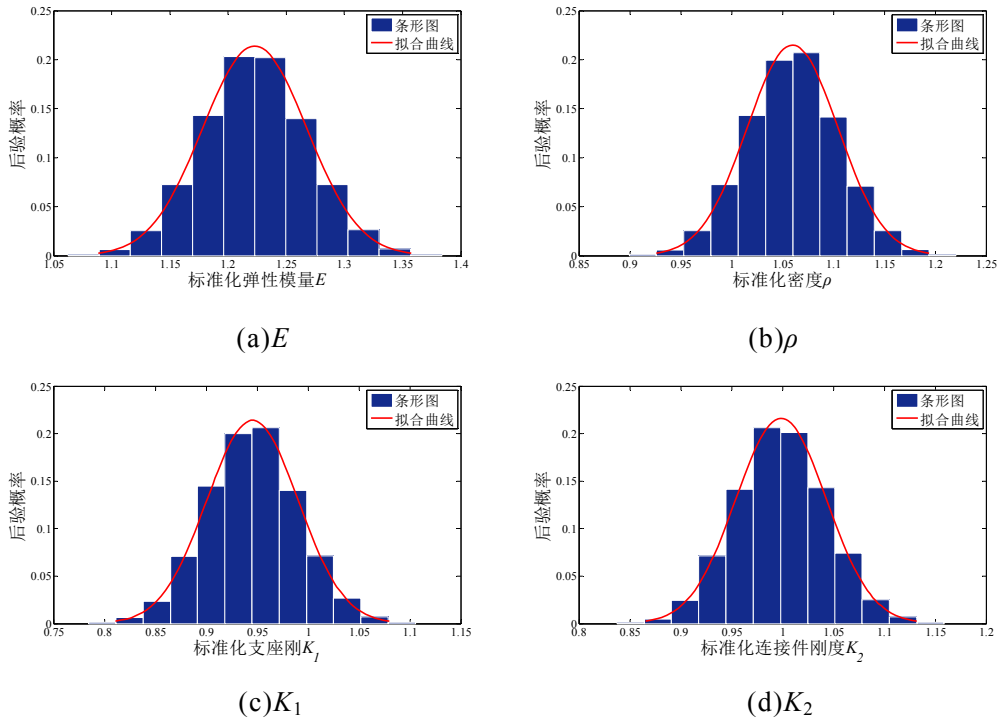 0.25
0.2
0.15
0.1
0.05
0
后验概率
条形图
拟合曲线
1.05 1.1 1.15 1.2 1.25 1.3 1.35 1.4
标准化弹性模量E
(a)E
0.25
0.2
0.15
0.1
0.05
0
后验概率
条形图
拟合曲线
0.85 0.9 0.95 1 1.05 1.1 1.15 1.2 1.25
标准化密度ρ
(b)ρ
0.25
0.2
0.15
0.1
0.05
0
后验概率
条形图
拟合曲线
0.75 0.8 0.85 0.9 0.95 1 1.05 1.1 1.15
标准化支座刚K1
(c)K1
0.25
0.2
0.15
0.1
0.05
0
后验概率
条形图
拟合曲线
0.8 0.85 0.9 0.95 1 1.05 1.1 1.15 1.2
标准化连接件刚度K2
(d)K2